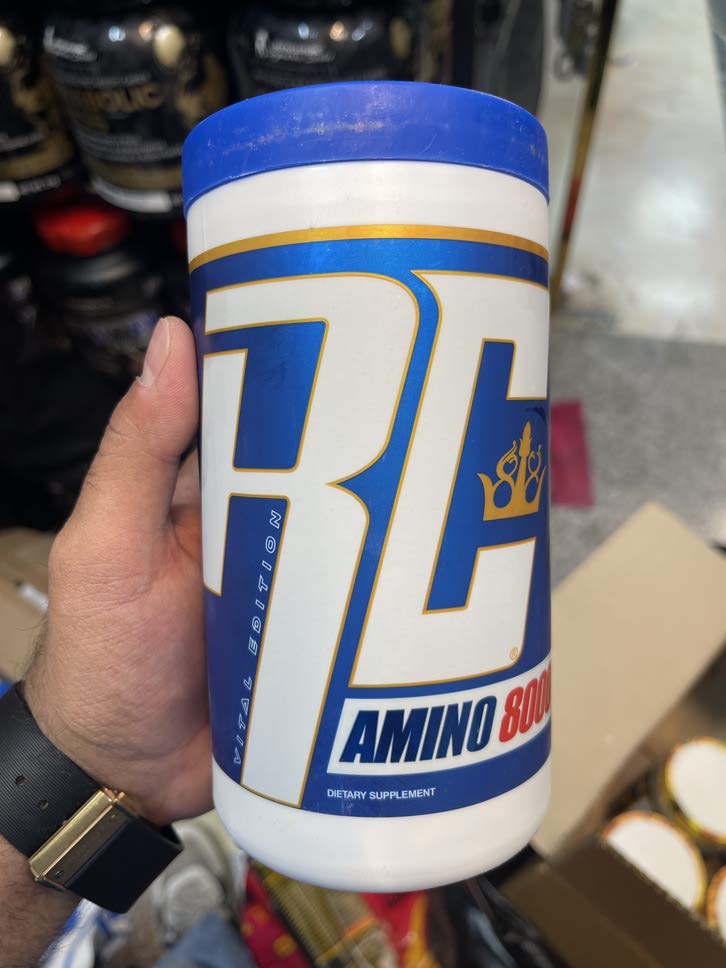 RC
®
VITAL EDITION
AMINO 8000
DIETARY SUPPLEMENT